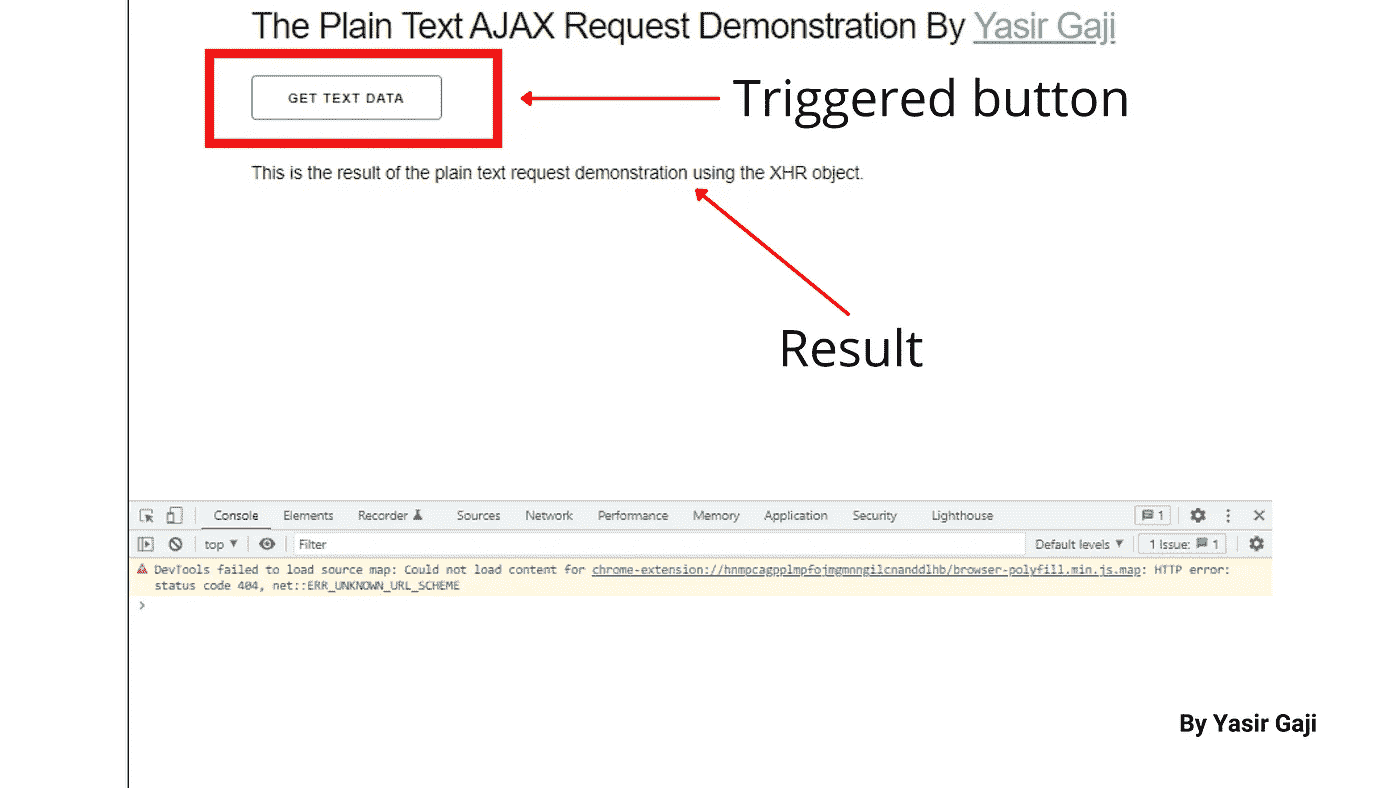 The Plain Text AJAX Request Demonstration By Yasir Gaji
GET TEXT DATA
Triggered button
This is the result of the plain text request demonstration using the XHR object.
Result
Console Elements Recorder Sources Network Performance Memory Application Security Lighthouse 1
top Filter Default levels 1 Issue: 1
DevTools failed to load source map: Could not load content for chrome-extension://hnmpcagpplmpfojmgmnngilcnanddlhb/browser-polyfill.min.js.map: HTTP error:
status code 404, net::ERR_UNKNOWN_URL_SCHEME
By Yasir Gaji